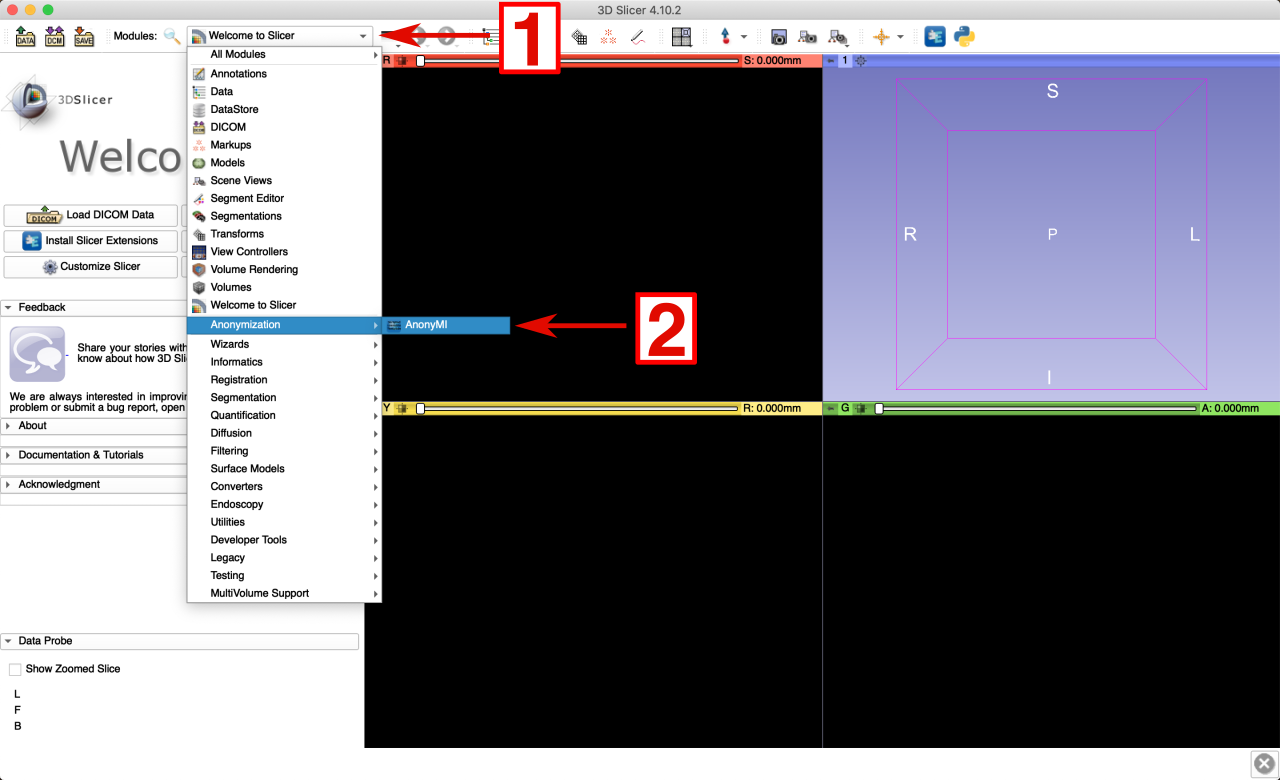 3D Slicer 4.10.2
DATA DCM SAVE Modules: Welcome to Slicer
1
All Modules
Annotations
Data
DataStore
DICOM
Markups
Models
Scene Views
Segment Editor
Segmentations
Transforms
View Controllers
Volume Rendering
Volumes
Welcome to Slicer
Anonymization
AnonyMI
2
Wizards
Informatics
Registration
Segmentation
Quantification
Diffusion
Filtering
Surface Models
Converters
Endoscopy
Utilities
Developer Tools
Legacy
Testing
MultiVolume Support
3DSlicer
Welco
DICOM Load DICOM Data
Install Slicer Extensions
Customize Slicer
Feedback
Share your stories with
know about how 3D Sli
We are always interested in improvin
problem or submit a bug report, open
About
Documentation & Tutorials
Acknowledgment
Data Probe
Show Zoomed Slice
L
F
B
R S: 0.000mm
1
S
R P L
I
Y R: 0.000mm
G A: 0.000mm